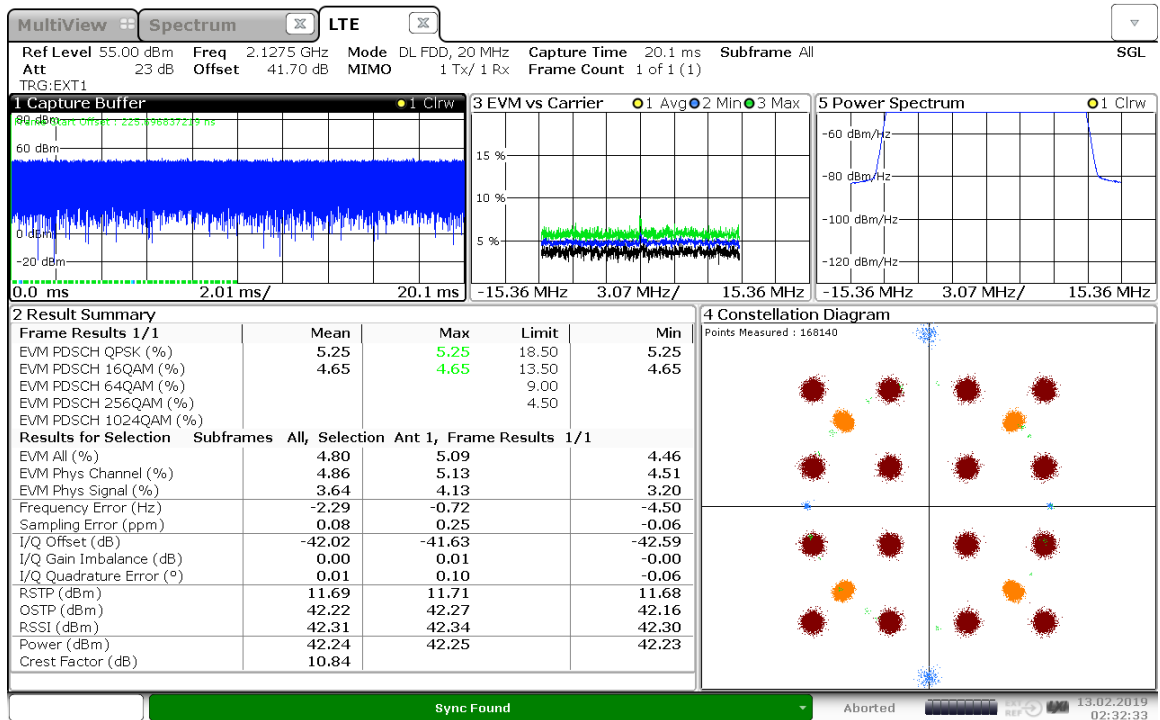 MultiView Spectrum LTE
Ref Level 55.00 dBm Freq 2.1275 GHz Mode DL FDD, 20 MHz Capture Time 20.1 ms Subframe All SGL
Att 23 dB Offset 41.70 dB MIMO 1 Tx/ 1 Rx Frame Count 1 of 1 (1)
TRG:EXT1
1 Capture Buffer 1 Clrw
Frame Start Offset : 225.696837219 ns
80 dBm
60 dBm
0 dBm
-20 dBm
0.0 ms 2.01 ms/ 20.1 ms
3 EVM vs Carrier 1 Avg 2 Min 3 Max
15 %
10 %
5 %
-15.36 MHz 3.07 MHz/ 15.36 MHz
5 Power Spectrum 1 Clrw
-60 dBm/Hz
-80 dBm/Hz
-100 dBm/Hz
-120 dBm/Hz
-15.36 MHz 3.07 MHz/ 15.36 MHz
2 Result Summary
Frame Results 1/1 Mean Max Limit Min
EVM PDSCH QPSK (%) 5.25 5.25 18.50 5.25
EVM PDSCH 16QAM (%) 4.65 4.65 13.50 4.65
EVM PDSCH 64QAM (%) 9.00
EVM PDSCH 256QAM (%) 4.50
EVM PDSCH 1024QAM (%)
Results for Selection Subframes All, Selection Ant 1, Frame Results 1/1
EVM All (%) 4.80 5.09 4.46
EVM Phys Channel (%) 4.86 5.13 4.51
EVM Phys Signal (%) 3.64 4.13 3.20
Frequency Error (Hz) -2.29 -0.72 -4.50
Sampling Error (ppm) 0.08 0.25 -0.06
I/Q Offset (dB) -42.02 -41.63 -42.59
I/Q Gain Imbalance (dB) 0.00 0.01 -0.00
I/Q Quadrature Error (°) 0.01 0.10 -0.06
RSTP (dBm) 11.69 11.71 11.68
OSTP (dBm) 42.22 42.27 42.16
RSSI (dBm) 42.31 42.34 42.30
Power (dBm) 42.24 42.25 42.23
Crest Factor (dB) 10.84
4 Constellation Diagram
Points Measured : 168140
Sync Found Aborted EXT REF 13.02.2019
02:32:33